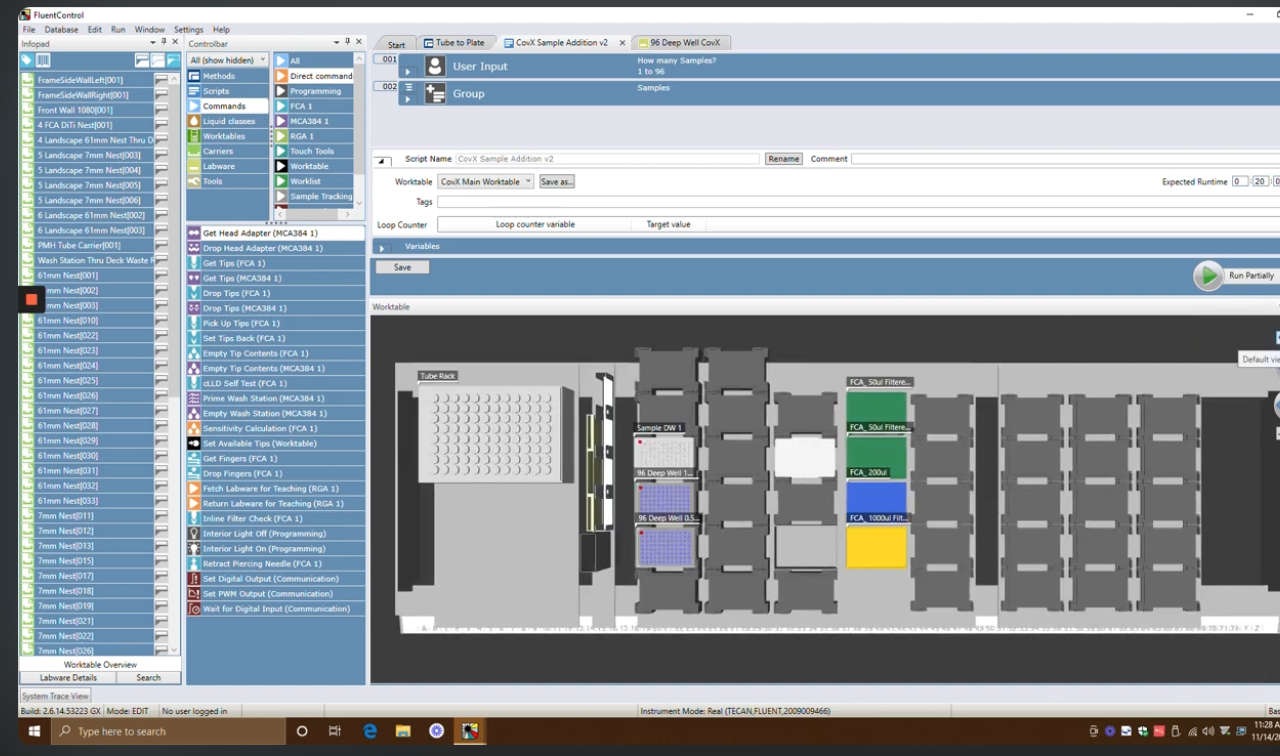 FluentControl
File Database Edit Run Window Settings Help
Infopad
FrameSideWallLeft[001]
FrameSideWallRight[001]
Front Wall 1080[001]
4 FCA DiTi Nest[001]
4 Landscape 61mm Nest Thru D
5 Landscape 7mm Nest[003]
5 Landscape 7mm Nest[004]
5 Landscape 7mm Nest[005]
5 Landscape 7mm Nest[006]
6 Landscape 61mm Nest[002]
6 Landscape 61mm Nest[003]
PMH Tube Carrier[001]
Wash Station Thru Deck Waste
61mm Nest[001]
mm Nest[002]
mm Nest[003]
61mm Nest[010]
61mm Nest[022]
61mm Nest[023]
61mm Nest[024]
61mm Nest[025]
61mm Nest[026]
61mm Nest[027]
61mm Nest[028]
61mm Nest[029]
61mm Nest[030]
61mm Nest[031]
61mm Nest[032]
61mm Nest[033]
7mm Nest[011]
7mm Nest[012]
7mm Nest[013]
7mm Nest[015]
7mm Nest[017]
7mm Nest[018]
7mm Nest[019]
7mm Nest[021]
7mm Nest[022]
7mm Nest[026]
Worktable Overview
Labware Details Search
System Trace View
Controlbar
All (show hidden)
Methods
Scripts
Commands
Liquid classes
Worktables
Carriers
Labware
Tools
All
Direct command
Programming
FCA 1
MCA384 1
RGA 1
Touch Tools
Worktable
Worklist
Sample Tracking
Get Head Adapter (MCA384 1)
Drop Head Adapter (MCA384 1)
Get Tips (FCA 1)
Get Tips (MCA384 1)
Drop Tips (FCA 1)
Drop Tips (MCA384 1)
Pick Up Tips (FCA 1)
Set Tips Back (FCA 1)
Empty Tip Contents (FCA 1)
Empty Tip Contents (MCA384 1)
cLLD Self Test (FCA 1)
Prime Wash Station (MCA384 1)
Empty Wash Station (MCA384 1)
Sensitivity Calculation (FCA 1)
Set Available Tips (Worktable)
Get Fingers (FCA 1)
Drop Fingers (FCA 1)
Fetch Labware for Teaching (RGA 1)
Return Labware for Teaching (RGA 1)
Inline Filter Check (FCA 1)
Interior Light Off (Programming)
Interior Light On (Programming)
Retract Piercing Needle (FCA 1)
Set Digital Output (Communication)
Set PWM Output (Communication)
Wait for Digital Input (Communication)
Start Tube to Plate CovX Sample Addition v2 96 Deep Well CovX
001 User Input How many Samples?
1 to 96
002 Group Samples
Script Name CovX Sample Addition v2 Rename Comment
Worktable CovX Main Worktable Save as... Expected Runtime 0 : 20 : 0
Tags
Loop Counter Loop counter variable Target value
Variables
Save Run Partially
Worktable
Default vie
Tube Rack
Sample DW 1
96 Deep Well 1...
96 Deep Well 0.5...
FCA_ 50ul Filtere...
FCA_ 50ul Filtere...
FCA_ 200ul
FCA_ 1000ul Filt...
Build: 2.6.14.53223 GX Mode: EDIT No user logged in Instrument Mode: Real (TECAN,FLUENT,2009009466) Bas
Type here to search
11:28 A
11/14/2